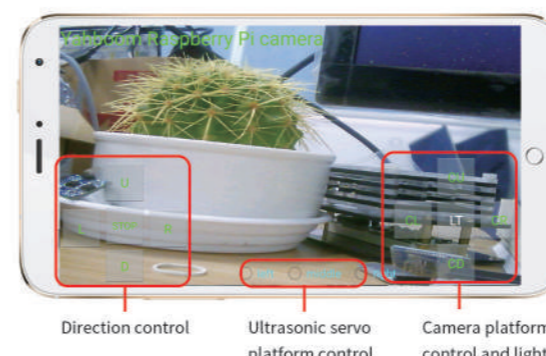 Yahboom Raspberry Pi camera
U
L STOP R
D
CU
CL LT CR
CD
Direction control
Ultrasonic servo
platform control
Camera platform
control and light